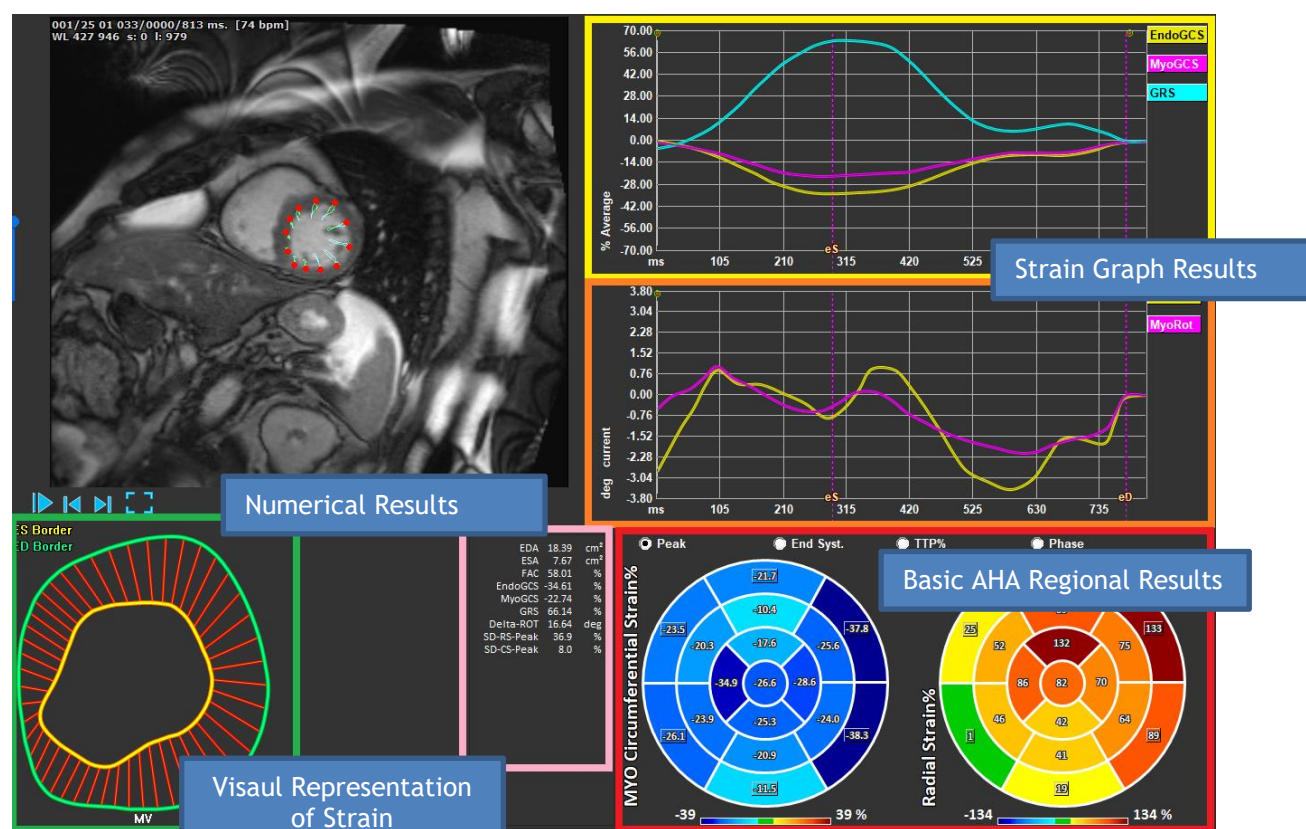 001/25 01 033/0000/813 ms. [74 bpm]
WL 427 946 s: 0 l: 979
% Average
70.00
56.00
42.00
28.00
14.00
0.00
-14.00
-28.00
-42.00
-56.00
-70.00
ms 105 210 315 420 525
eS
EndoGCS
MyoGCS
GRS
Strain Graph Results
deg current
3.80
3.04
2.28
1.52
0.76
0.00
-0.76
-1.52
-2.28
-3.04
-3.80
ms 105 210 315 420 525 630 735
eS eD
MyoRot
Numerical Results
ES Border
ED Border
MV
Visaul Representation
of Strain
EDA 18.39 cm²
ESA 7.67 cm²
FAC 58.01 %
EndoGCS -34.61 %
MyoGCS -22.74 %
GRS 66.14 %
Delta-ROT 16.64 deg
SD-RS-Peak 36.9 %
SD-CS-Peak 8.0 %
Peak End Syst. TTP% Phase
Basic AHA Regional Results
MYO Circumferential Strain%
-21.7
-10.4
-23.5 -37.8
-20.3 -17.6 -25.6
-34.9 -26.6 -28.6
-23.9 -24.0
-26.1 -25.3 -38.3
-20.9
-11.5
-39 39 %
Radial Strain%
25 133
52 132 75
86 82 70
46 42 64
1 89
41
19
-134 134 %